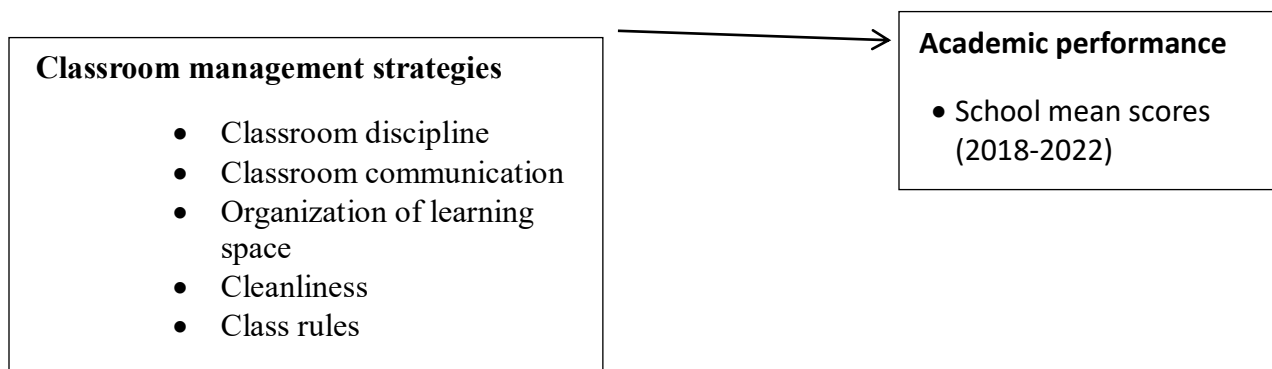 Classroom management strategies
• Classroom discipline
• Classroom communication
• Organization of learning
space
• Cleanliness
• Class rules
Academic performance
• School mean scores
(2018-2022)